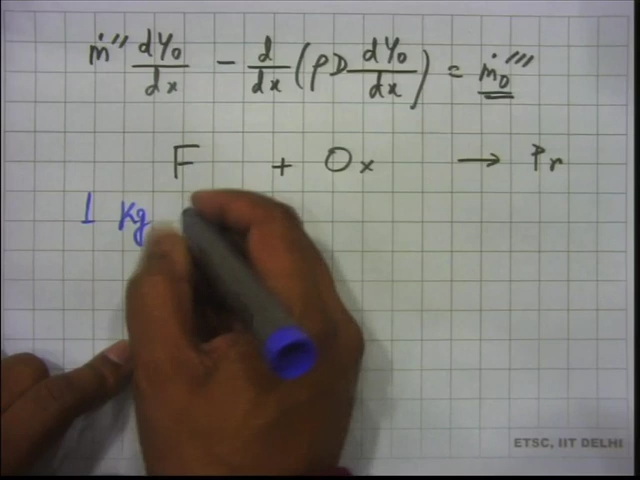 ṁ'' dY₀/dx − d/dx (ρD dY₀/dx) = ṁ₀'''
F + Ox → Pr
1 Kg
ETSC, IIT DELHI